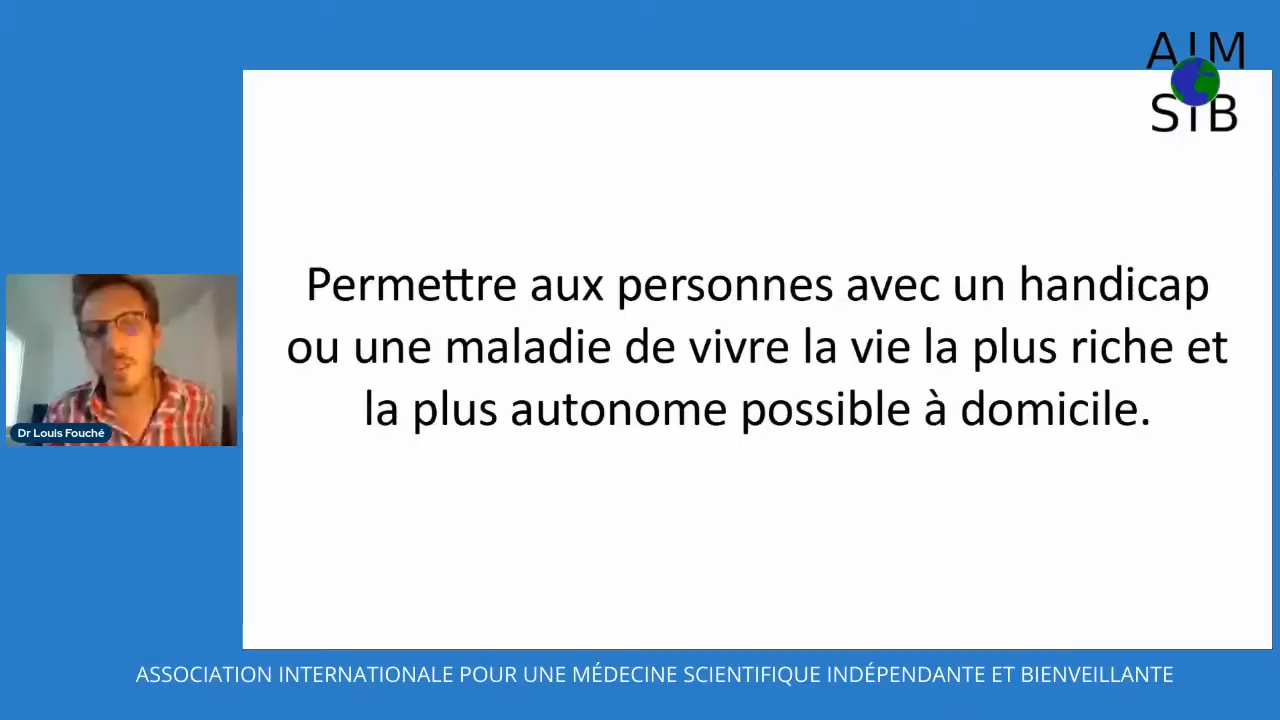 AIM
SIB
Permettre aux personnes avec un handicap
ou une maladie de vivre la vie la plus riche et
la plus autonome possible à domicile.
Dr Louis Fouché
ASSOCIATION INTERNATIONALE POUR UNE MÉDECINE SCIENTIFIQUE INDÉPENDANTE ET BIENVEILLANTE